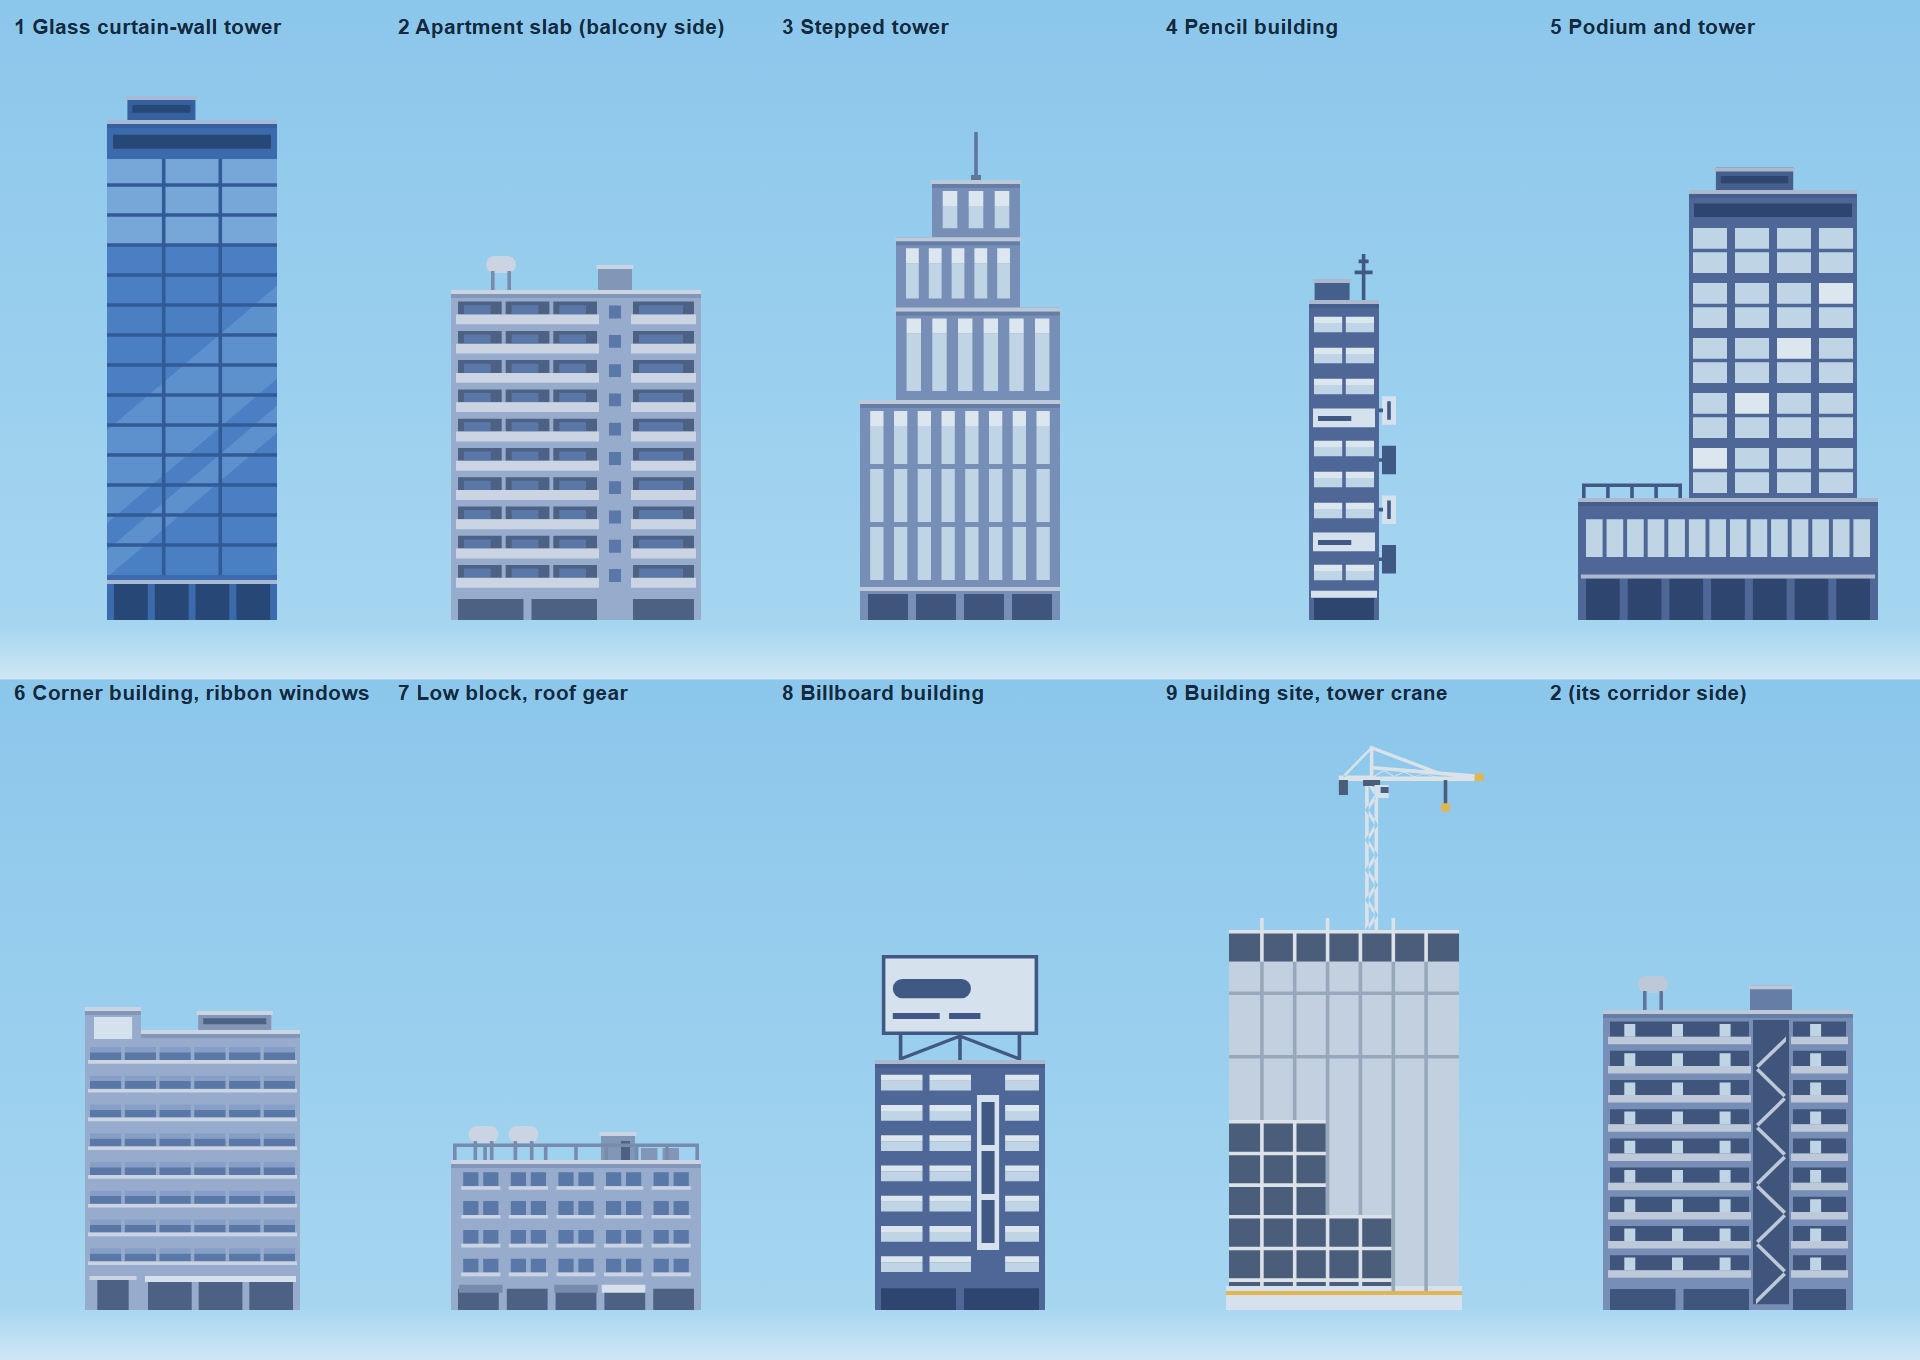 1 Glass curtain-wall tower
2 Apartment slab (balcony side)
3 Stepped tower
4 Pencil building
5 Podium and tower
6 Corner building, ribbon windows
7 Low block, roof gear
8 Billboard building
9 Building site, tower crane
2 (its corridor side)